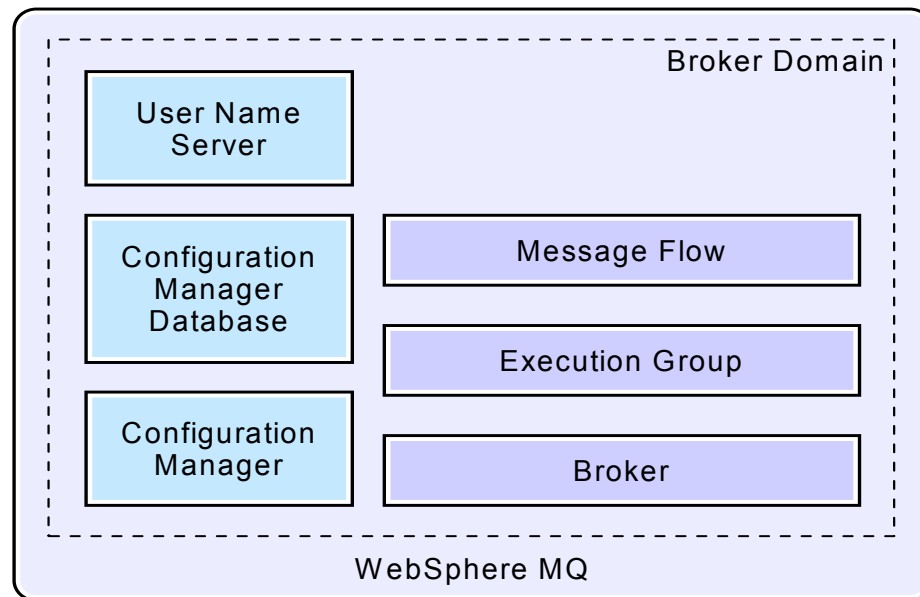 Broker Domain
User Name
Server
Configuration
Manager
Database
Configuration
Manager
Message Flow
Execution Group
Broker
WebSphere MQ